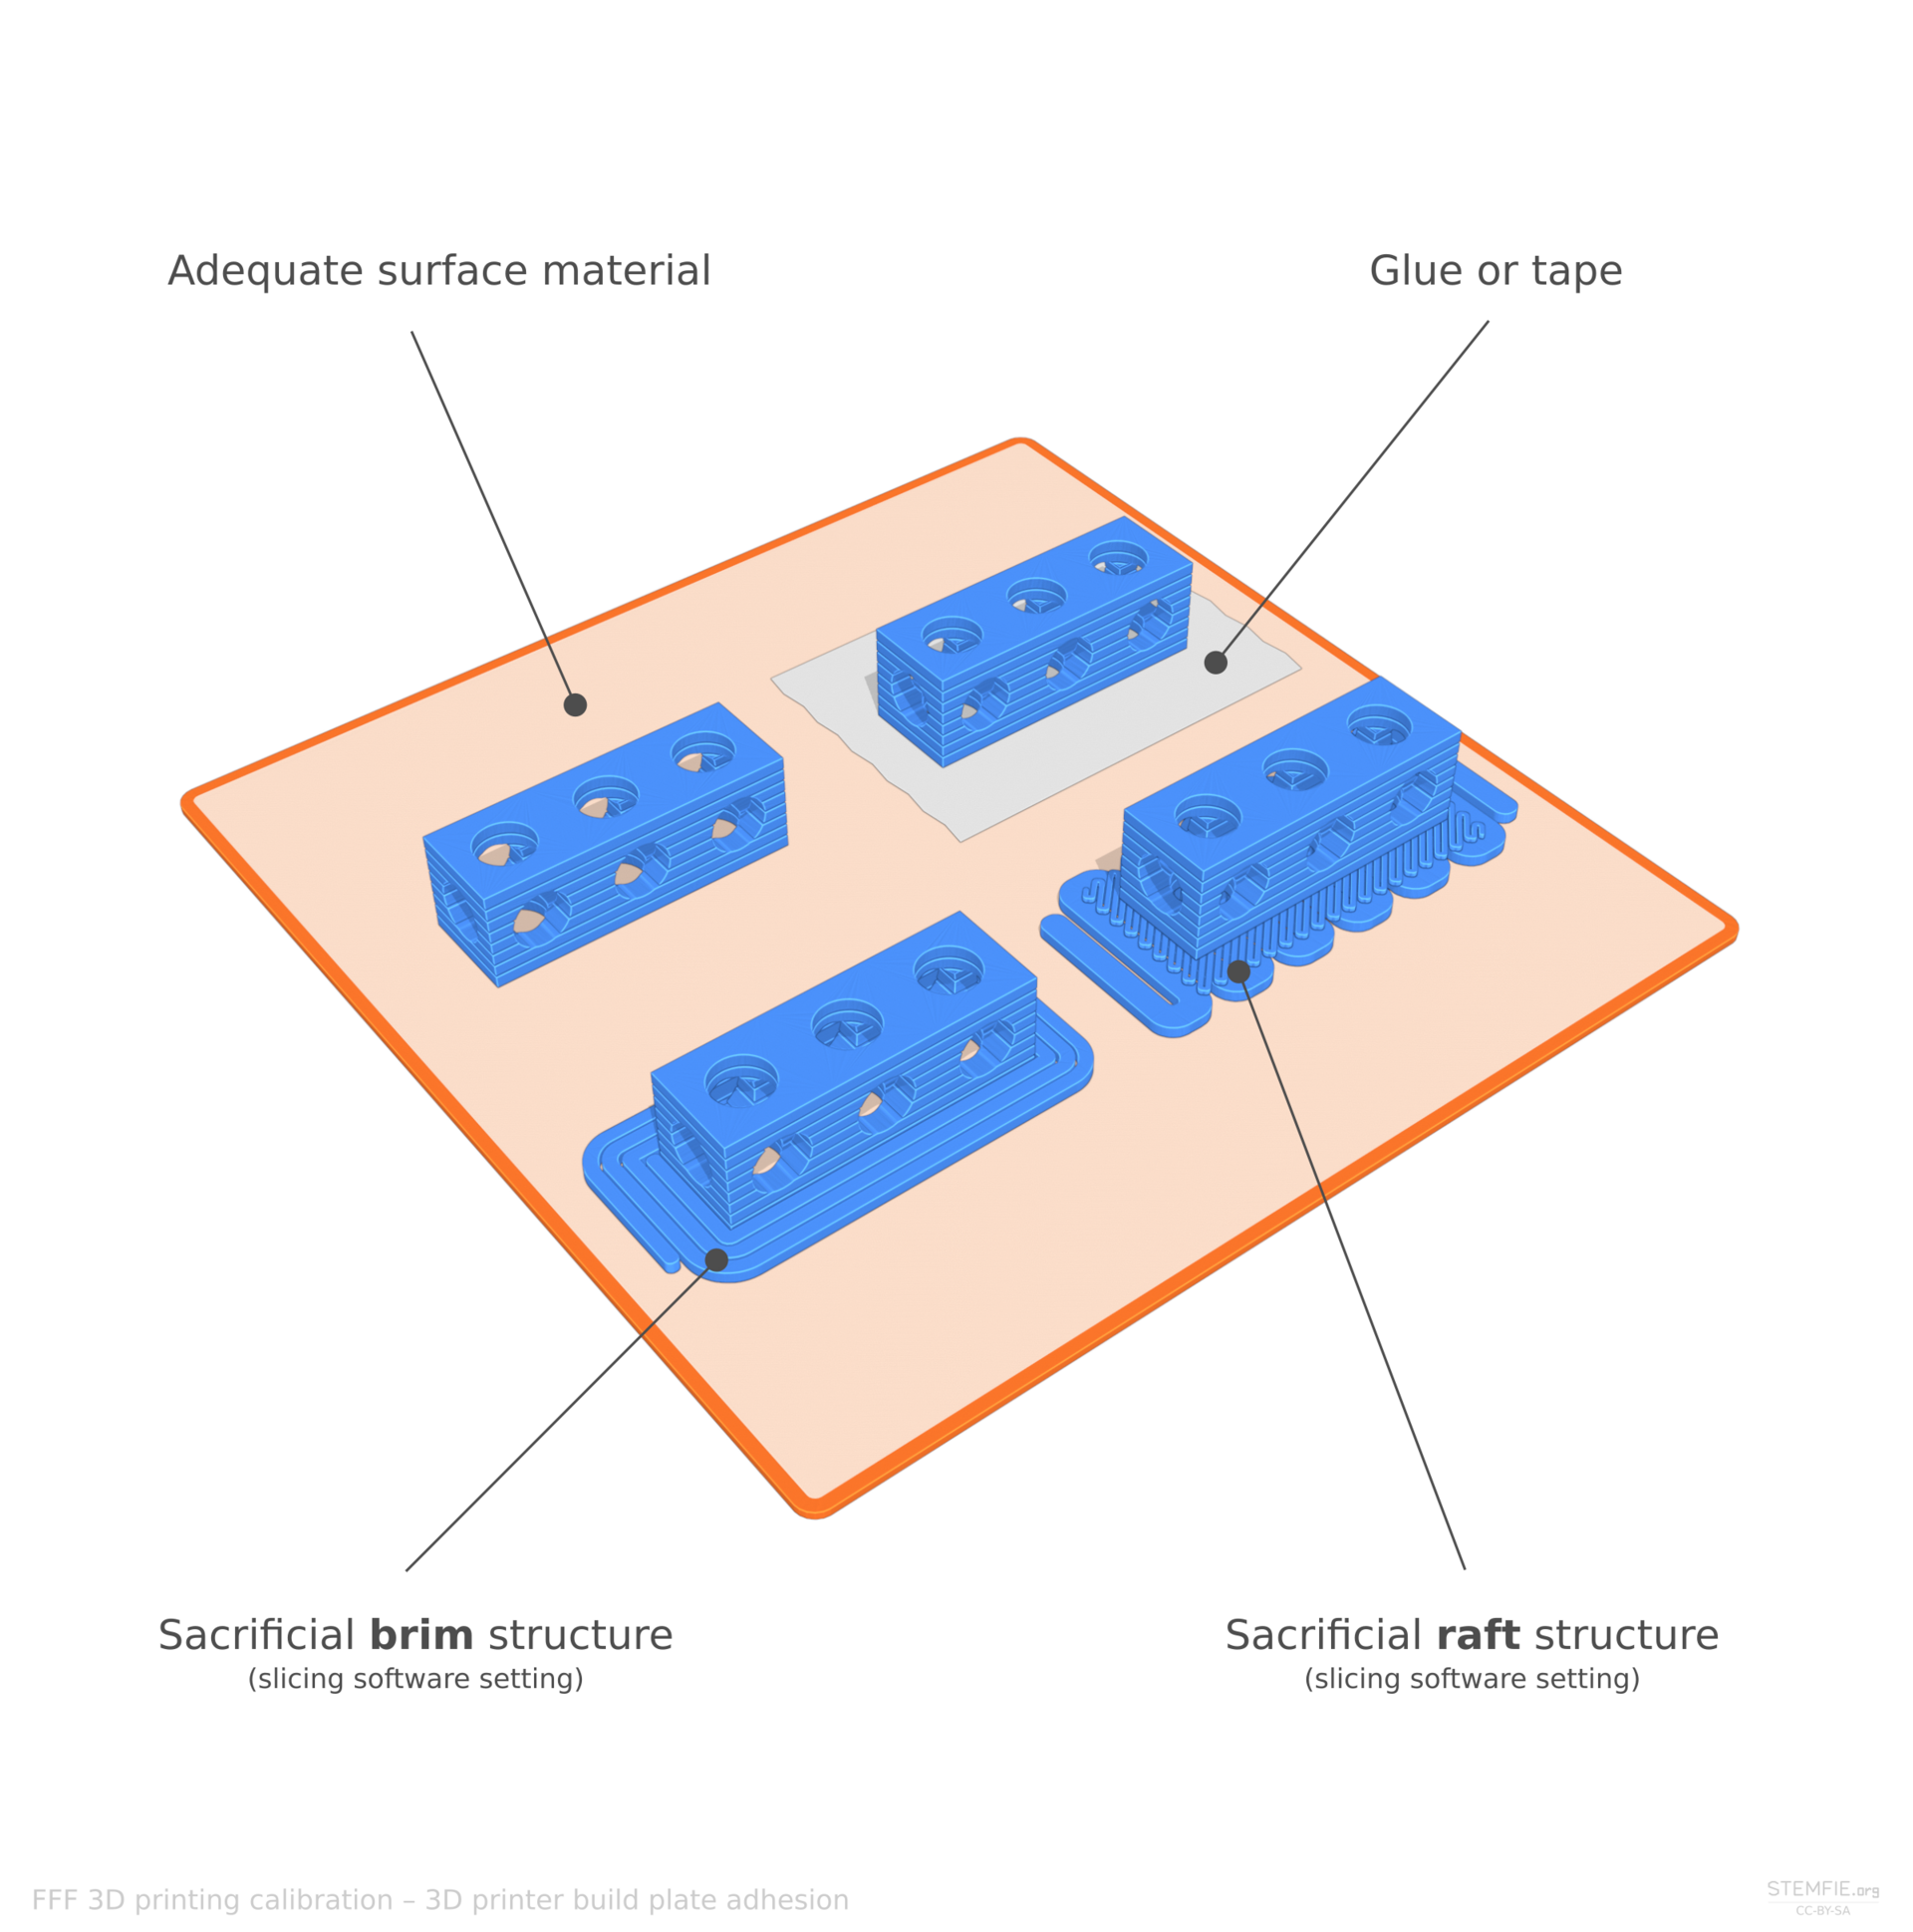 Adequate surface material
Glue or tape
Sacrificial brim structure
(slicing software setting)
Sacrificial raft structure
(slicing software setting)
FFF 3D printing calibration – 3D printer build plate adhesion
STEMFIE.org
CC-BY-SA